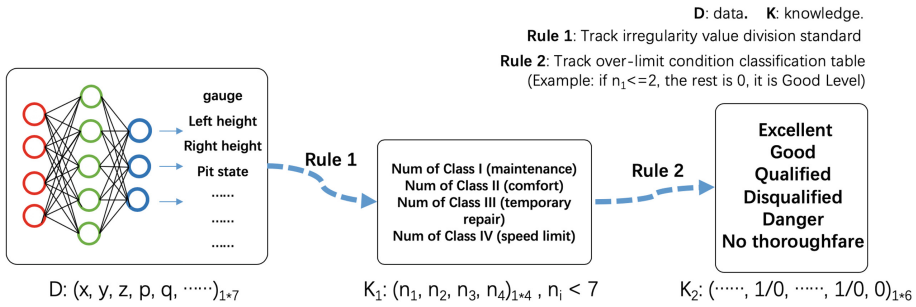 D: data. K: knowledge.
Rule 1: Track irregularity value division standard
Rule 2: Track over-limit condition classification table
(Example: if n₁<=2, the rest is 0, it is Good Level)
gauge
Left height
Right height
Pit state
······
······
······
Rule 1
Num of Class I (maintenance)
Num of Class II (comfort)
Num of Class III (temporary
repair)
Num of Class IV (speed limit)
Rule 2
Excellent
Good
Qualified
Disqualified
Danger
No thoroughfare
D: (x, y, z, p, q, ······)₁*₇
K₁: (n₁, n₂, n₃, n₄)₁*₄ , nᵢ < 7
K₂: (······, 1/0, ······, 1/0, 0)₁*₆